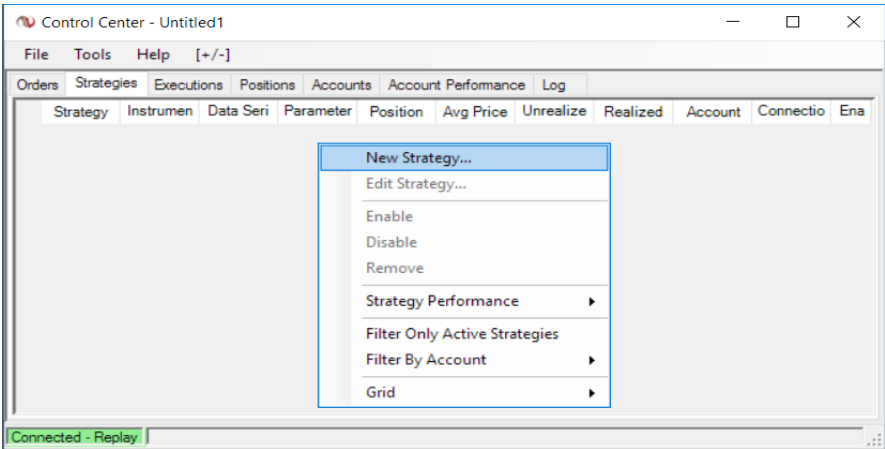 Control Center - Untitled1
File Tools Help [+/-]
Orders Strategies Executions Positions Accounts Account Performance Log
Strategy Instrumen Data Seri Parameter Position Avg Price Unrealize Realized Account Connectio Ena
New Strategy...
Edit Strategy...
Enable
Disable
Remove
Strategy Performance
Filter Only Active Strategies
Filter By Account
Grid
Connected - Replay